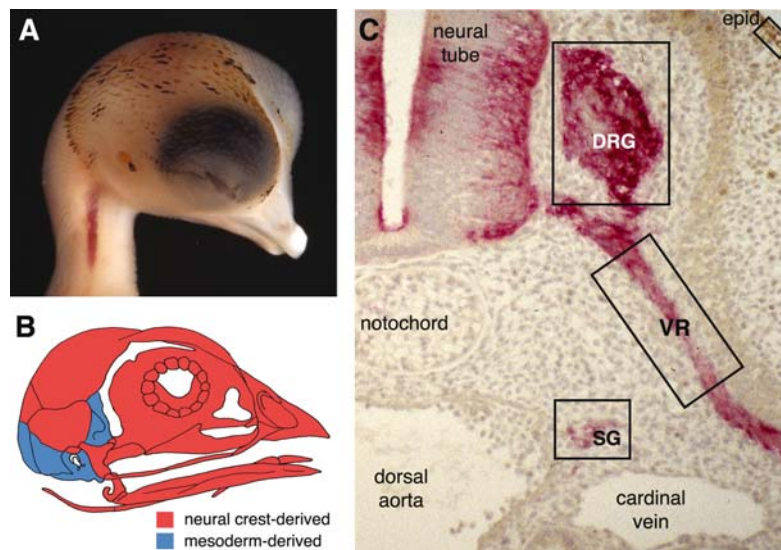 A
B
neural crest-derived
mesoderm-derived
C
neural
tube
epid
DRG
notochord
VR
SG
dorsal
aorta
cardinal
vein